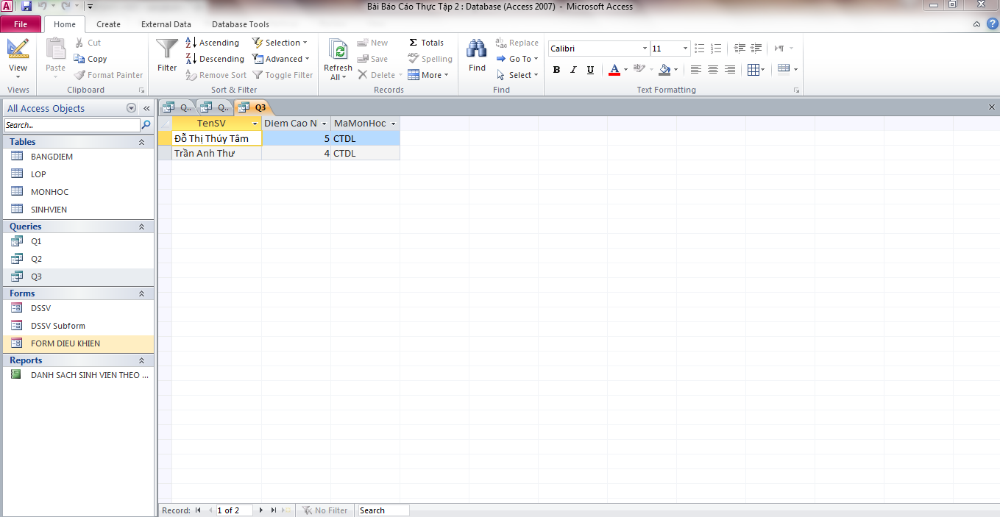 Bài Báo Cáo Thực Tập 2 : Database (Access 2007) - Microsoft Access
File Home Create External Data Database Tools
View
Views
Paste
Cut
Copy
Format Painter
Clipboard
Filter
Ascending
Descending
Remove Sort
Selection
Advanced
Toggle Filter
Sort & Filter
Refresh
All
New
Save
Delete
Totals
Spelling
More
Records
Find
Replace
Go To
Select
Find
Calibri 11
B I U A
Text Formatting
All Access Objects
Search...
Tables
BANGDIEM
LOP
MONHOC
SINHVIEN
Queries
Q1
Q2
Q3
Forms
DSSV
DSSV Subform
FORM DIEU KHIEN
Reports
DANH SACH SINH VIEN THEO ...
Q.. Q.. Q3
TenSV Diem Cao N MaMonHoc
Đỗ Thị Thúy Tâm 5 CTDL
Trần Anh Thư 4 CTDL
Record: 1 of 2 No Filter Search